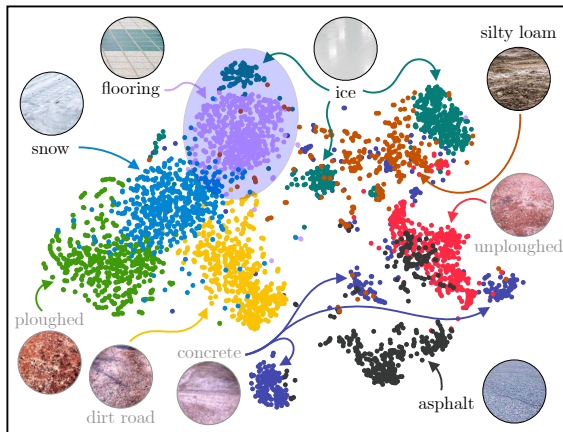 silty loam
flooring
ice
snow
unploughed
ploughed
concrete
dirt road
asphalt